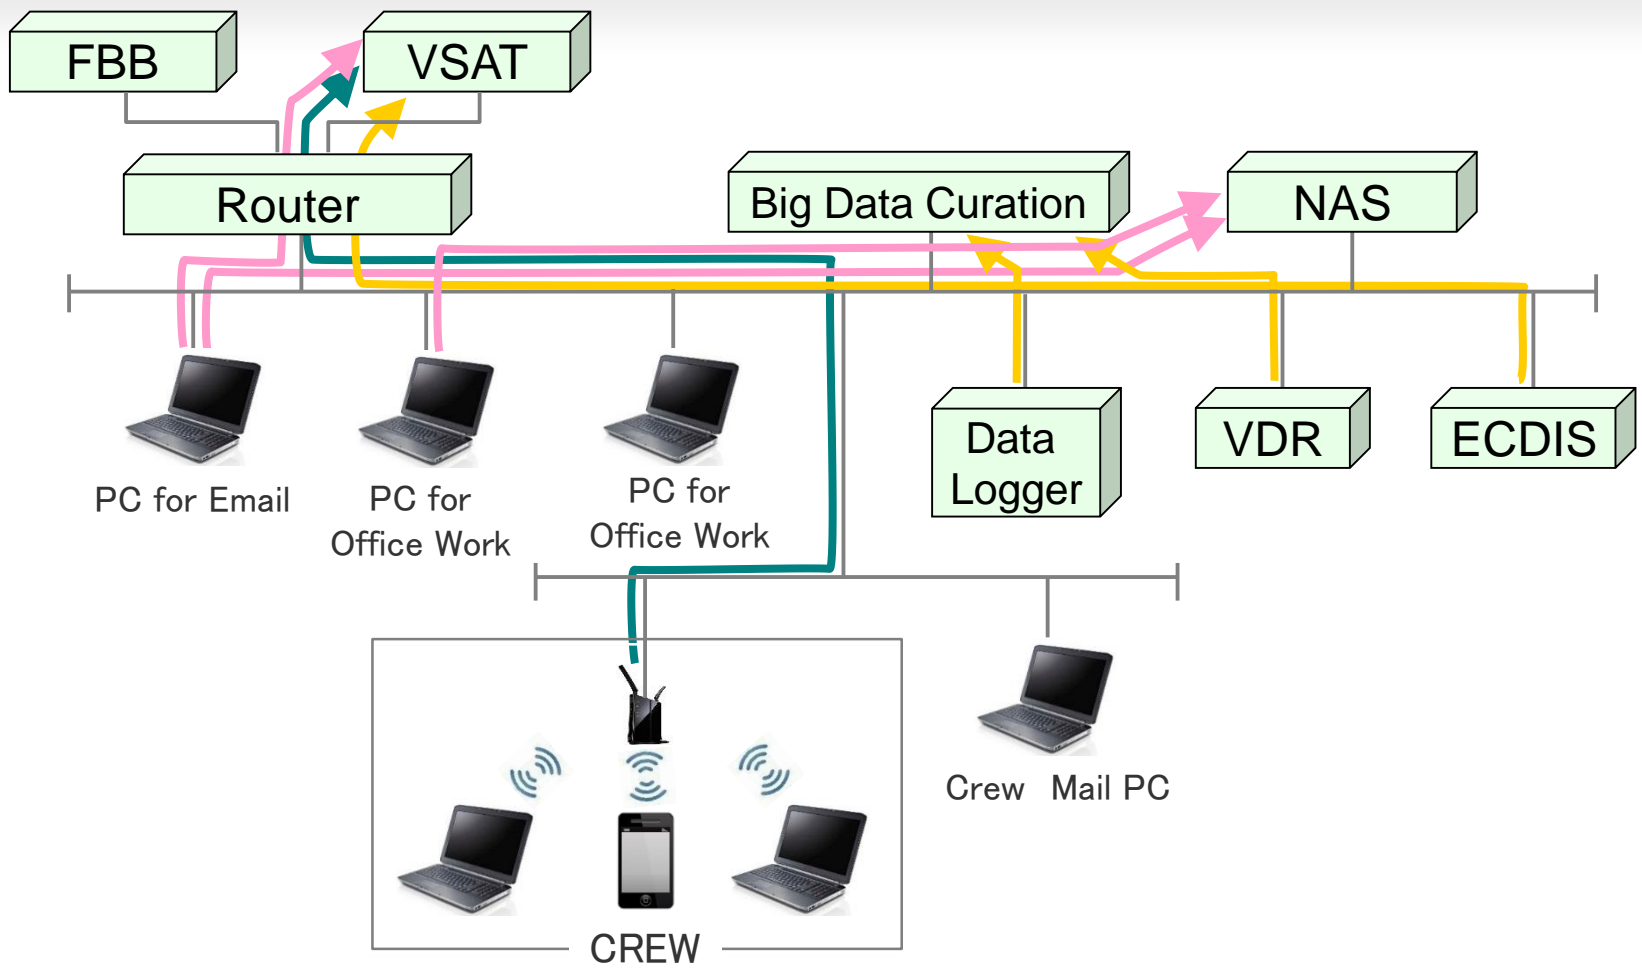 FBB
VSAT
Router
Big Data Curation
NAS
Data
Logger
VDR
ECDIS
PC for Email
PC for
Office Work
PC for
Office Work
Crew Mail PC
CREW